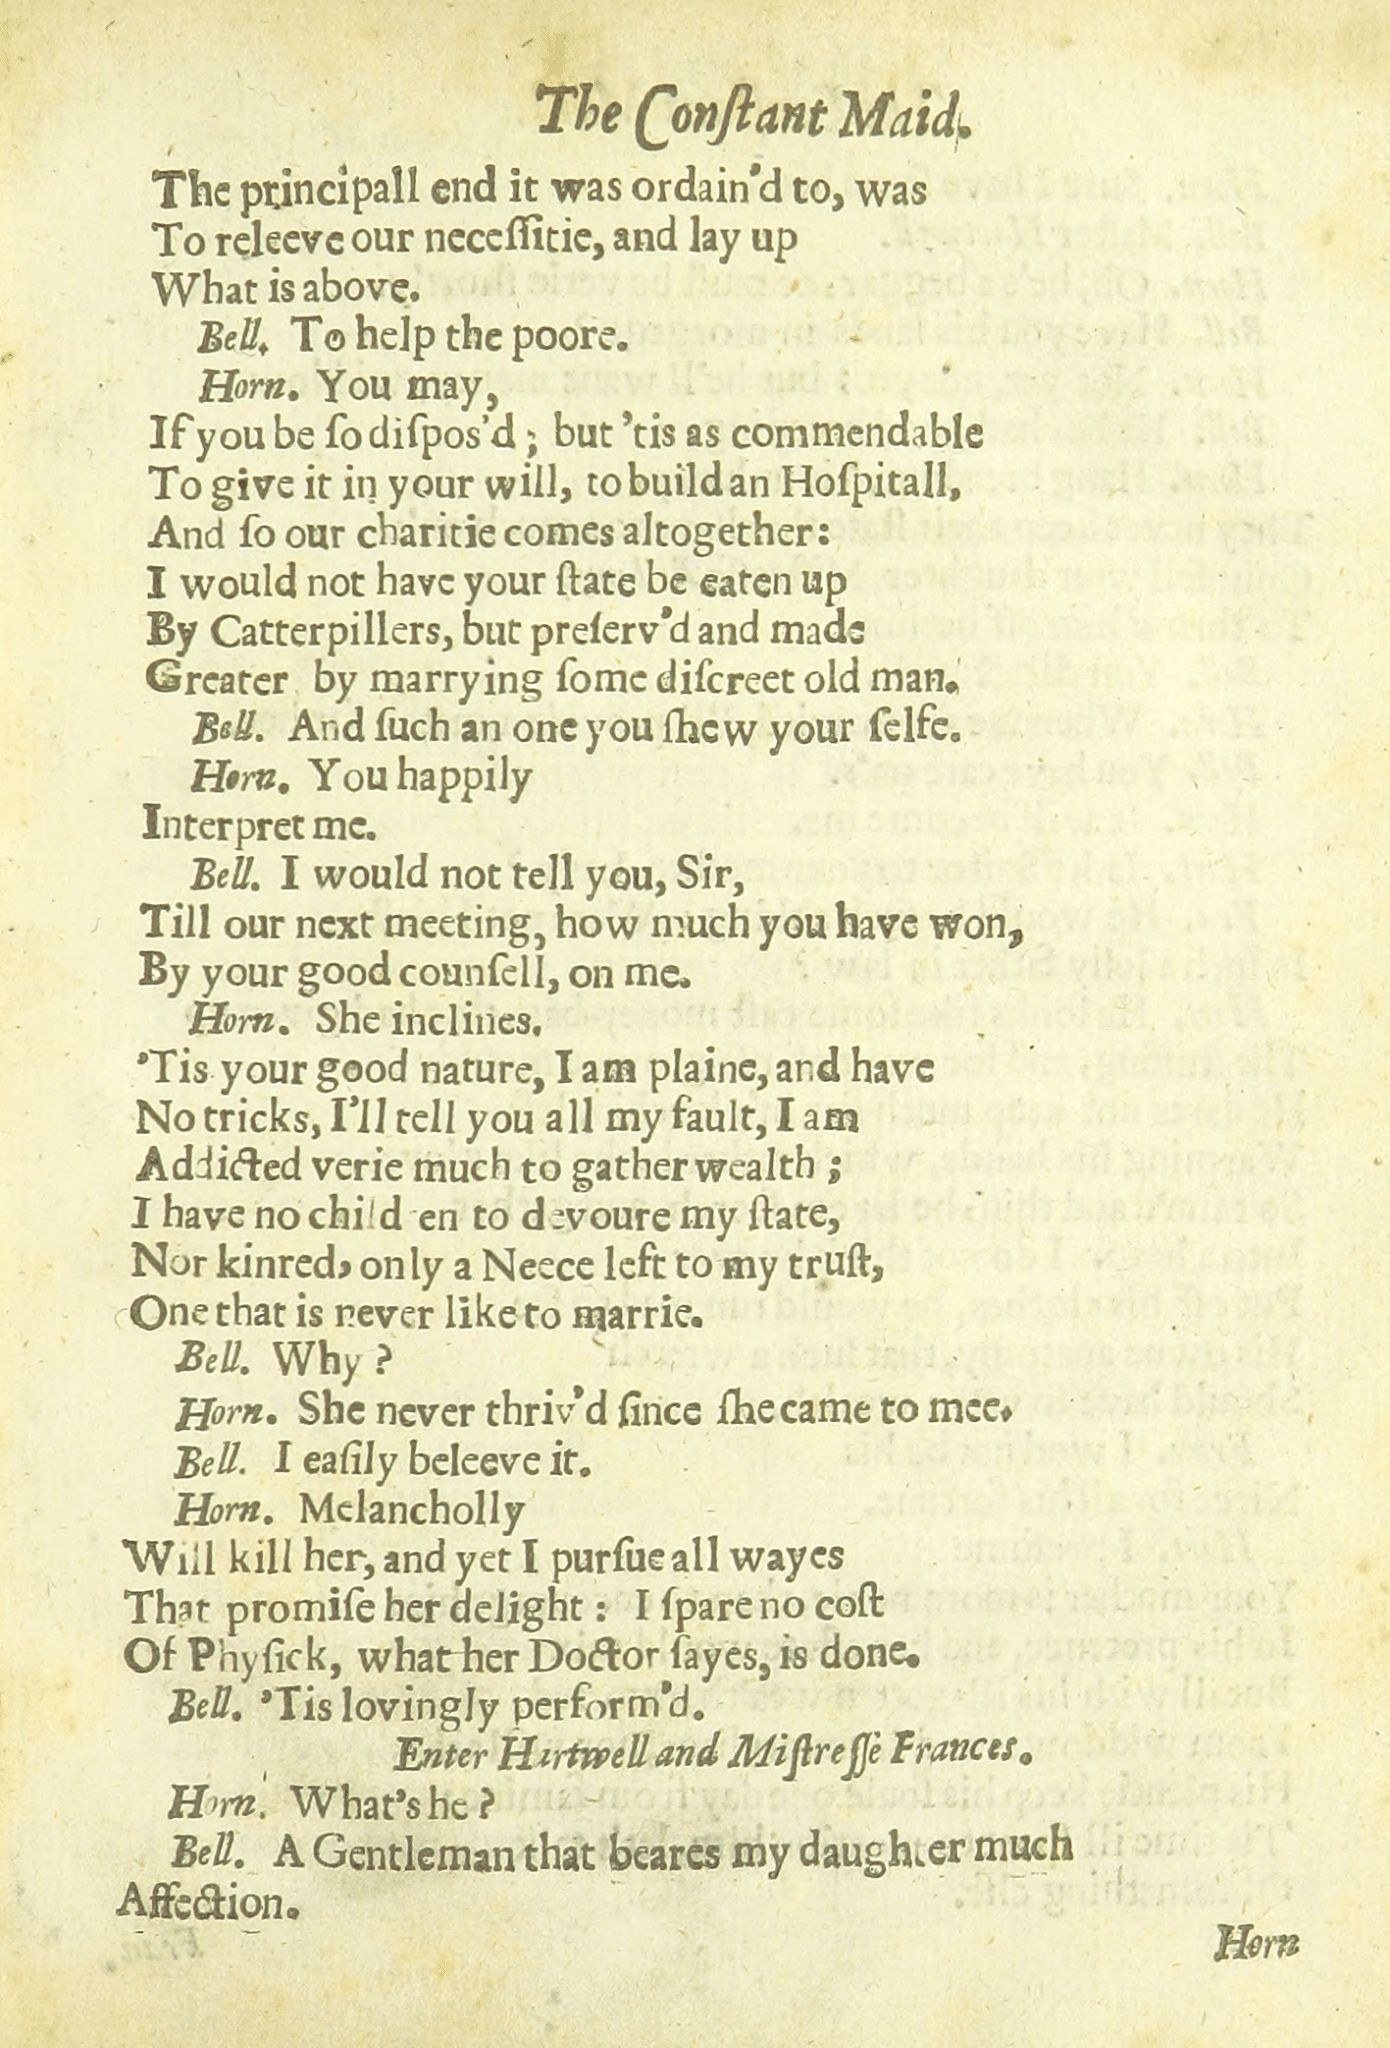 The Conſtant Maid.
The principall end it was ordain'd to, was
To releeve our neceſſitie, and lay up
What is above.
Bell. To help the poore.
Horn. You may,
If you be ſo diſpos'd; but 'tis as commendable
To give it in your will, to build an Hoſpitall,
And ſo our charitie comes altogether:
I would not have your ſtate be eaten up
By Catterpillers, but preſerv'd and made
Greater by marrying ſome diſcreet old man.
Bell. And ſuch an one you ſhew your ſelfe.
Horn. You happily
Interpret me.
Bell. I would not tell you, Sir,
Till our next meeting, how much you have won,
By your good counſell, on me.
Horn. She inclines.
'Tis your good nature, I am plaine, and have
No tricks, I'll tell you all my fault, I am
Addicted verie much to gather wealth;
I have no child en to devoure my ſtate,
Nor kinred, only a Neece left to my truſt,
One that is never like to marrie.
Bell. Why?
Horn. She never thriv'd ſince ſhe came to mee.
Bell. I eaſily beleeve it.
Horn. Melancholly
Will kill her, and yet I purſue all wayes
That promiſe her delight: I ſpare no coſt
Of Phyſick, what her Doctor ſayes, is done.
Bell. 'Tis lovingly perform'd.
Enter Hartwell and Miſtreſſe Frances.
Horn. What's he?
Bell. A Gentleman that beares my daughter much
Affection.
Horn